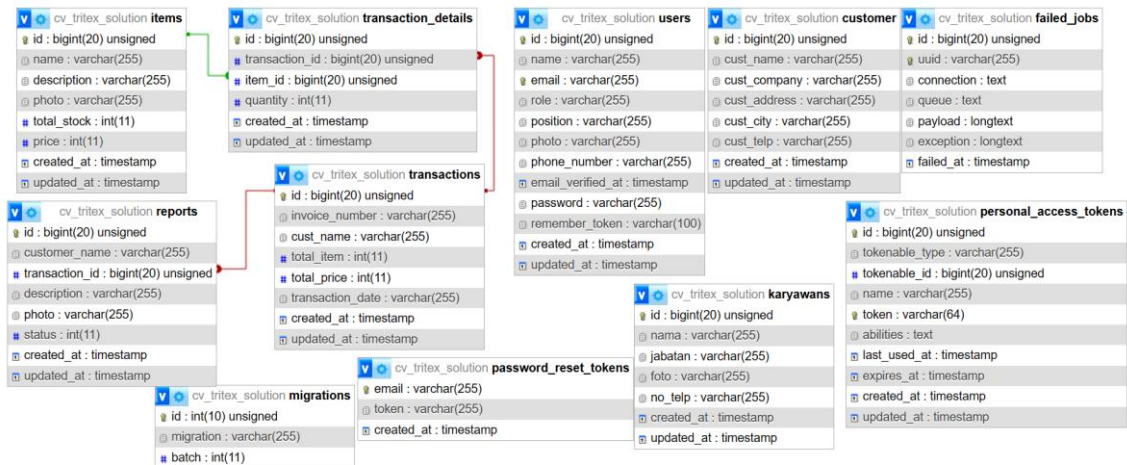 cv_tritex_solution items
id : bigint(20) unsigned
name : varchar(255)
description : varchar(255)
photo : varchar(255)
total_stock : int(11)
price : int(11)
created_at : timestamp
updated_at : timestamp
cv_tritex_solution transaction_details
id : bigint(20) unsigned
transaction_id : bigint(20) unsigned
item_id : bigint(20) unsigned
quantity : int(11)
created_at : timestamp
updated_at : timestamp
cv_tritex_solution users
id : bigint(20) unsigned
name : varchar(255)
email : varchar(255)
role : varchar(255)
position : varchar(255)
photo : varchar(255)
phone_number : varchar(255)
email_verified_at : timestamp
password : varchar(255)
remember_token : varchar(100)
created_at : timestamp
updated_at : timestamp
cv_tritex_solution customer
id : bigint(20) unsigned
cust_name : varchar(255)
cust_company : varchar(255)
cust_address : varchar(255)
cust_city : varchar(255)
cust_telp : varchar(255)
created_at : timestamp
updated_at : timestamp
cv_tritex_solution failed_jobs
id : bigint(20) unsigned
uuid : varchar(255)
connection : text
queue : text
payload : longtext
exception : longtext
failed_at : timestamp
cv_tritex_solution transactions
id : bigint(20) unsigned
invoice_number : varchar(255)
cust_name : varchar(255)
total_item : int(11)
total_price : int(11)
transaction_date : varchar(255)
created_at : timestamp
updated_at : timestamp
cv_tritex_solution reports
id : bigint(20) unsigned
customer_name : varchar(255)
transaction_id : bigint(20) unsigned
description : varchar(255)
photo : varchar(255)
status : int(11)
created_at : timestamp
updated_at : timestamp
cv_tritex_solution personal_access_tokens
id : bigint(20) unsigned
tokenable_type : varchar(255)
tokenable_id : bigint(20) unsigned
name : varchar(255)
token : varchar(64)
abilities : text
last_used_at : timestamp
expires_at : timestamp
created_at : timestamp
updated_at : timestamp
cv_tritex_solution karyawans
id : bigint(20) unsigned
nama : varchar(255)
jabatan : varchar(255)
foto : varchar(255)
no_telp : varchar(255)
created_at : timestamp
updated_at : timestamp
cv_tritex_solution password_reset_tokens
email : varchar(255)
token : varchar(255)
created_at : timestamp
cv_tritex_solution migrations
id : int(10) unsigned
migration : varchar(255)
batch : int(11)